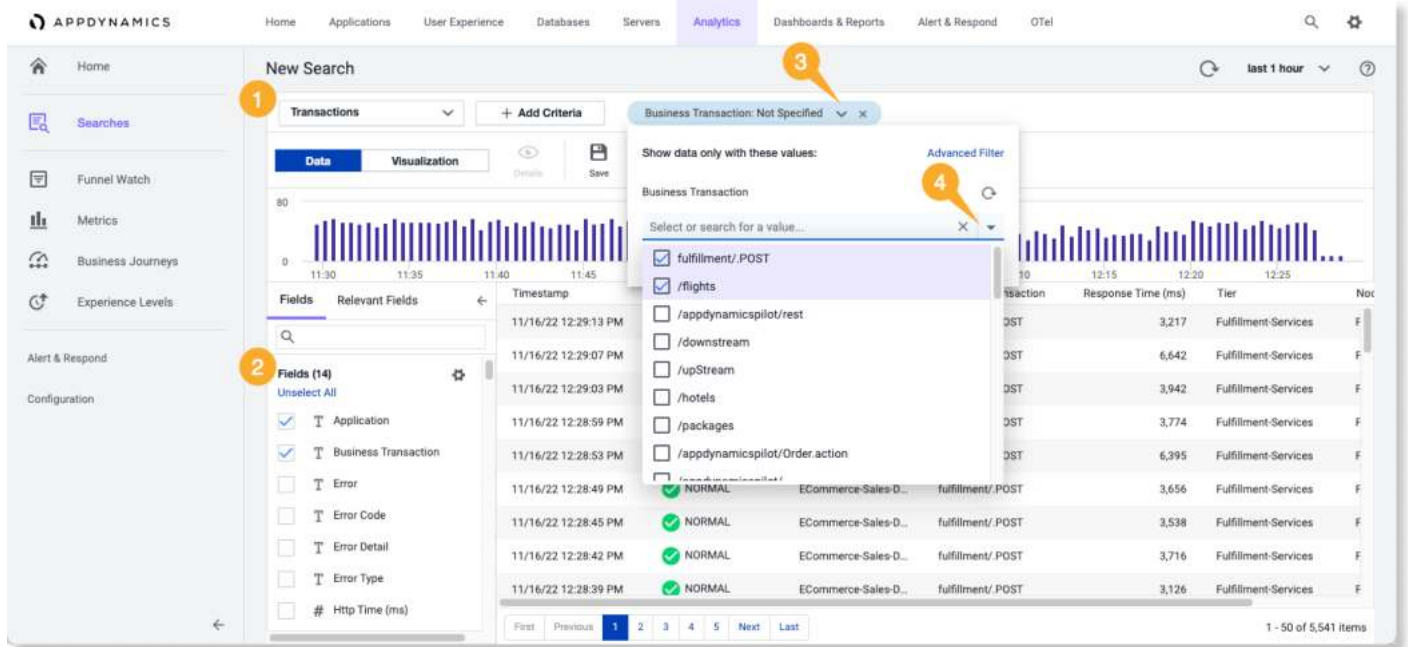 APPDYNAMICS
Home Applications User Experience Databases Servers Analytics Dashboards & Reports Alert & Respond OTel
Home
Searches
Funnel Watch
Metrics
Business Journeys
Experience Levels
Alert & Respond
Configuration
New Search
last 1 hour
1
3
Transactions
+ Add Criteria
Business Transaction: Not Specified
Data Visualization
Details
Save
Show data only with these values: Advanced Filter
Business Transaction
4
Select or search for a value...
fulfillment/.POST
/flights
/appdynamicspilot/rest
/downstream
/upStream
/hotels
/packages
/appdynamicspilot/Order.action
80
0
11:30 11:35 11:40 11:45 12:15 12:20 12:25
Fields Relevant Fields
2
Fields (14)
Unselect All
T Application
T Business Transaction
T Error
T Error Code
T Error Detail
T Error Type
# Http Time (ms)
Timestamp Response Time (ms) Tier
11/16/22 12:29:13 PM 3,217 Fulfillment-Services F
11/16/22 12:29:07 PM 6,642 Fulfillment-Services F
11/16/22 12:29:03 PM 3,942 Fulfillment-Services F
11/16/22 12:28:59 PM 3,774 Fulfillment-Services F
11/16/22 12:28:53 PM 6,395 Fulfillment-Services F
11/16/22 12:28:49 PM NORMAL ECommerce-Sales-D... fulfillment/.POST 3,656 Fulfillment-Services F
11/16/22 12:28:45 PM NORMAL ECommerce-Sales-D... fulfillment/.POST 3,538 Fulfillment-Services F
11/16/22 12:28:42 PM NORMAL ECommerce-Sales-D... fulfillment/.POST 3,716 Fulfillment-Services F
11/16/22 12:28:39 PM NORMAL ECommerce-Sales-D... fulfillment/.POST 3,126 Fulfillment-Services F
First Previous 1 2 3 4 5 Next Last
1 - 50 of 5,541 items